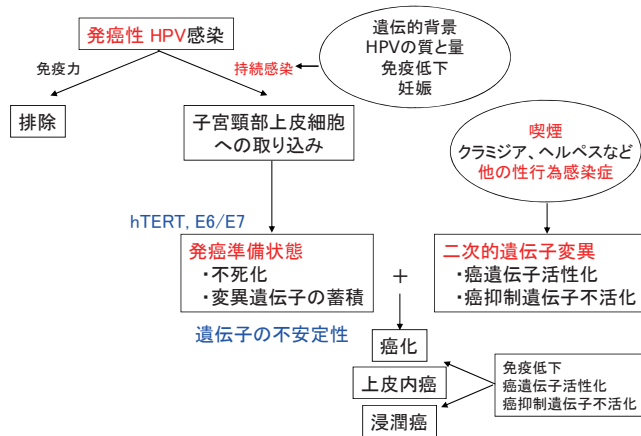 発癌性 HPV感染
遺伝的背景
HPVの質と量
免疫低下
妊娠
免疫力
持続感染
排除
子宮頸部上皮細胞
への取り込み
喫煙
クラミジア、ヘルペスなど
他の性行為感染症
hTERT, E6/E7
発癌準備状態
・不死化
・変異遺伝子の蓄積
+
二次的遺伝子変異
・癌遺伝子活性化
・癌抑制遺伝子不活化
遺伝子の不安定性
癌化
上皮内癌
浸潤癌
免疫低下
癌遺伝子活性化
癌抑制遺伝子不活化